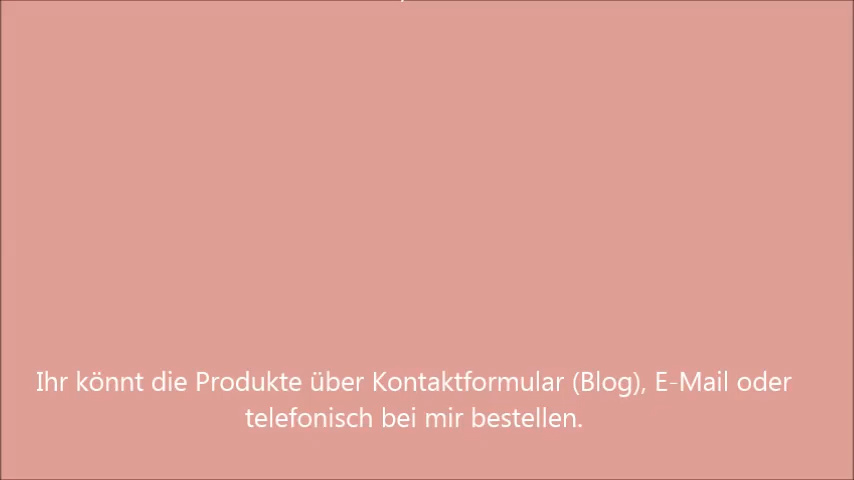 Ihr könnt die Produkte über Kontaktformular (Blog), E-Mail oder
telefonisch bei mir bestellen.